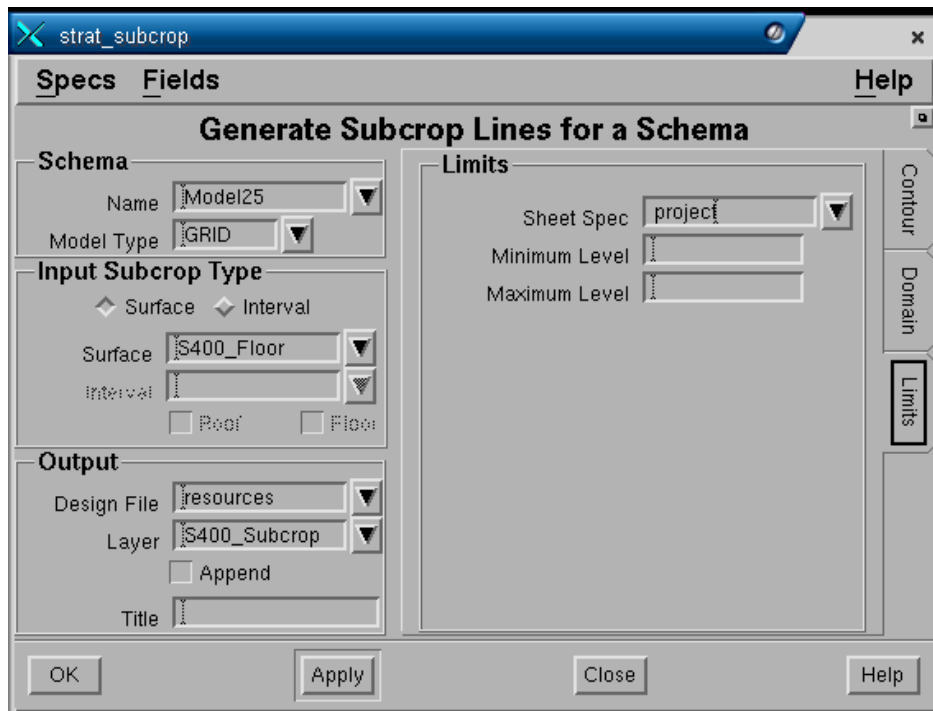 strat_subcrop
Specs Fields Help
Generate Subcrop Lines for a Schema
Schema
Name Model25
Model Type GRID
Input Subcrop Type
Surface Interval
Surface S400_Floor
Interval
Roof Floor
Output
Design File resources
Layer S400_Subcrop
Append
Title
Limits
Sheet Spec project
Minimum Level
Maximum Level
Contour
Domain
Limits
OK Apply Close Help